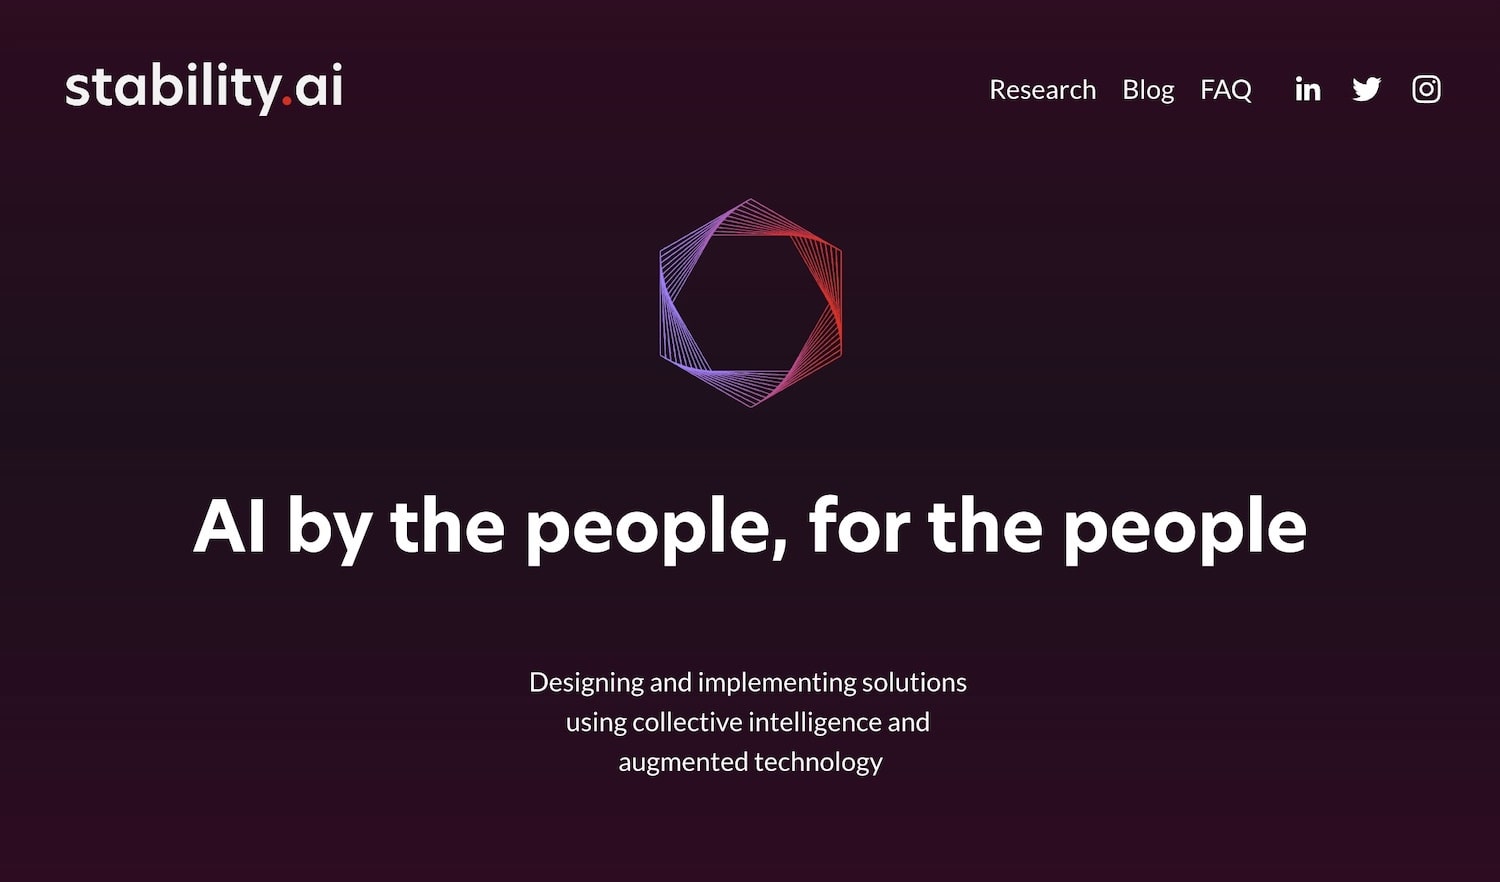 stability.ai
Research Blog FAQ
AI by the people, for the people
Designing and implementing solutions
using collective intelligence and
augmented technology